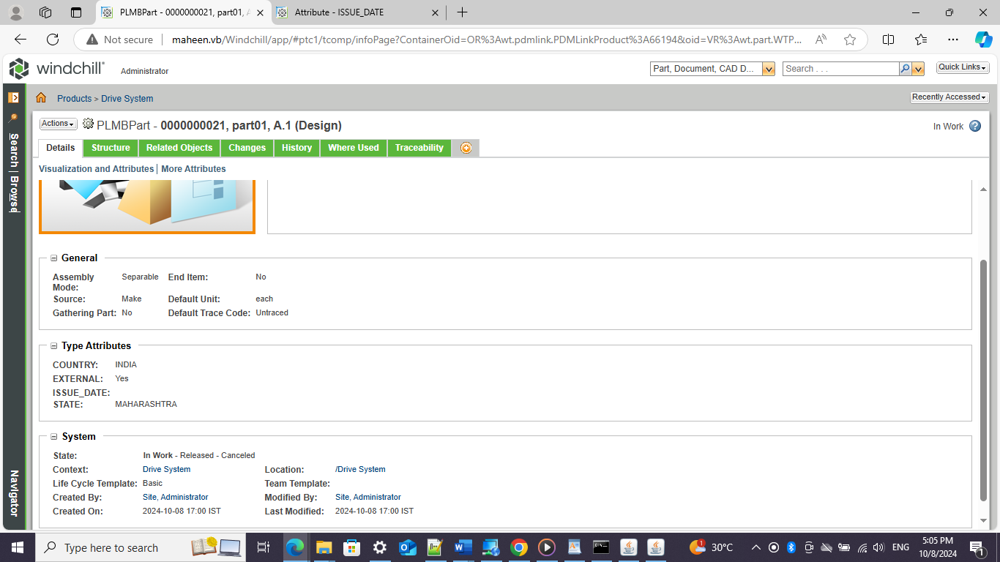 PLMBPart - 0000000021, part01, A
Attribute - ISSUE_DATE
Not secure
maheen.vb/Windchill/app/#ptc1/tcomp/infoPage?ContainerOid=OR%3Awt.pdmlink.PDMLinkProduct%3A66194&oid=VR%3Awt.part.WTP...
windchill
Administrator
Part, Document, CAD D...
Search . . .
Quick Links
Products > Drive System
Recently Accessed
Actions
PLMBPart - 0000000021, part01, A.1 (Design)
In Work
Details
Structure
Related Objects
Changes
History
Where Used
Traceability
Visualization and Attributes | More Attributes
Search | Browse
Navigator
General
Assembly Mode: Separable End Item: No
Source: Make Default Unit: each
Gathering Part: No Default Trace Code: Untraced
Type Attributes
COUNTRY: INDIA
EXTERNAL: Yes
ISSUE_DATE:
STATE: MAHARASHTRA
System
State: In Work - Released - Canceled
Context: Drive System Location: /Drive System
Life Cycle Template: Basic Team Template:
Created By: Site, Administrator Modified By: Site, Administrator
Created On: 2024-10-08 17:00 IST Last Modified: 2024-10-08 17:00 IST
Type here to search
1
30°C
ENG
5:05 PM
10/8/2024
1